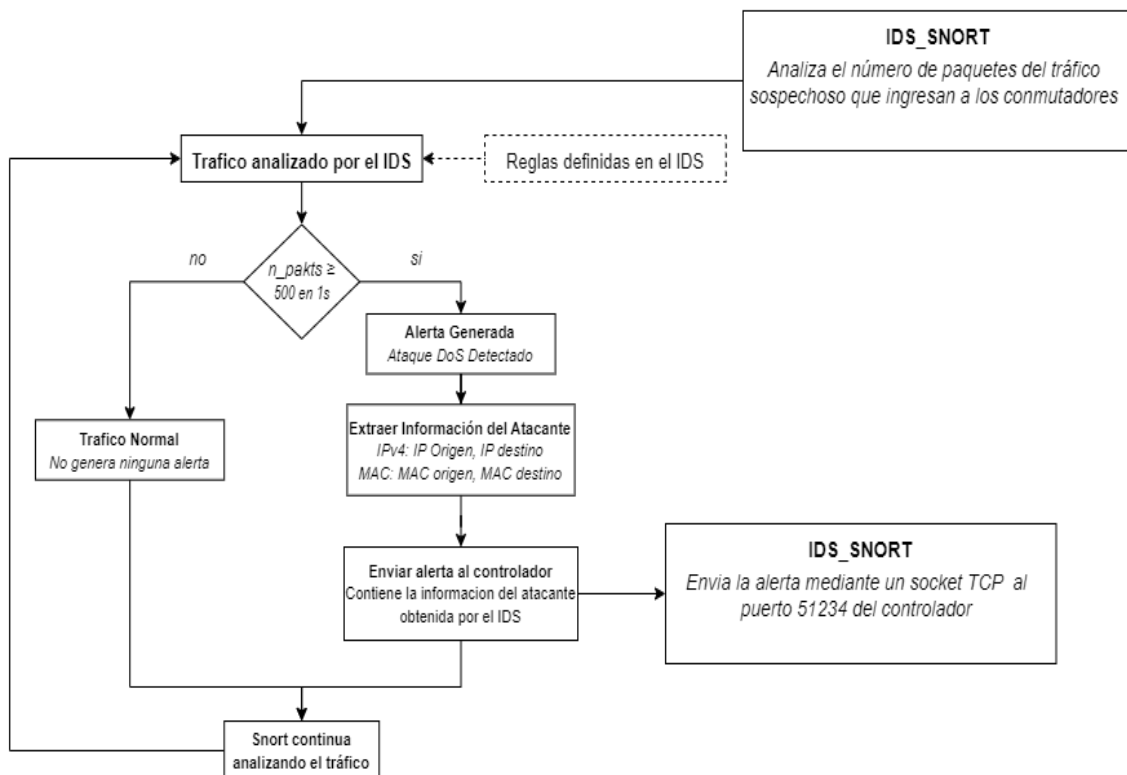 IDS_SNORT
Analiza el número de paquetes del tráfico
sospechoso que ingresan a los conmutadores
Trafico analizado por el IDS
Reglas definidas en el IDS
no
si
n_pakts ≥
500 en 1s
Alerta Generada
Ataque DoS Detectado
Trafico Normal
No genera ninguna alerta
Extraer Información del Atacante
IPv4: IP Origen, IP destino
MAC: MAC origen, MAC destino
Enviar alerta al controlador
Contiene la informacion del atacante
obtenida por el IDS
IDS_SNORT
Envia la alerta mediante un socket TCP al
puerto 51234 del controlador
Snort continua
analizando el tráfico